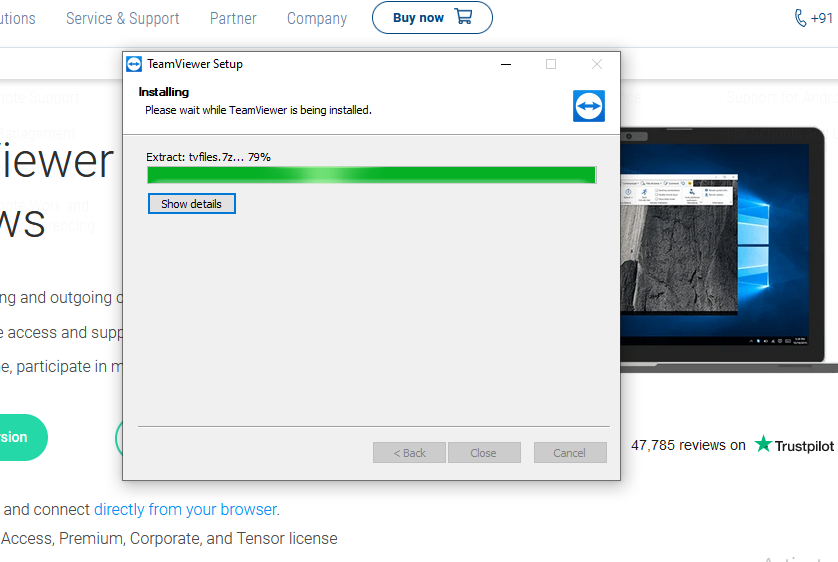 utions Service & Support Partner Company Buy now +91
TeamViewer Setup
Installing
Please wait while TeamViewer is being installed.
iewer
ws
Extract: tvfiles.7z... 79%
Show details
ng and outgoing c
e access and supp
e, participate in m
rsion
47,785 reviews on Trustpilot
< Back Close Cancel
and connect directly from your browser.
Access, Premium, Corporate, and Tensor license